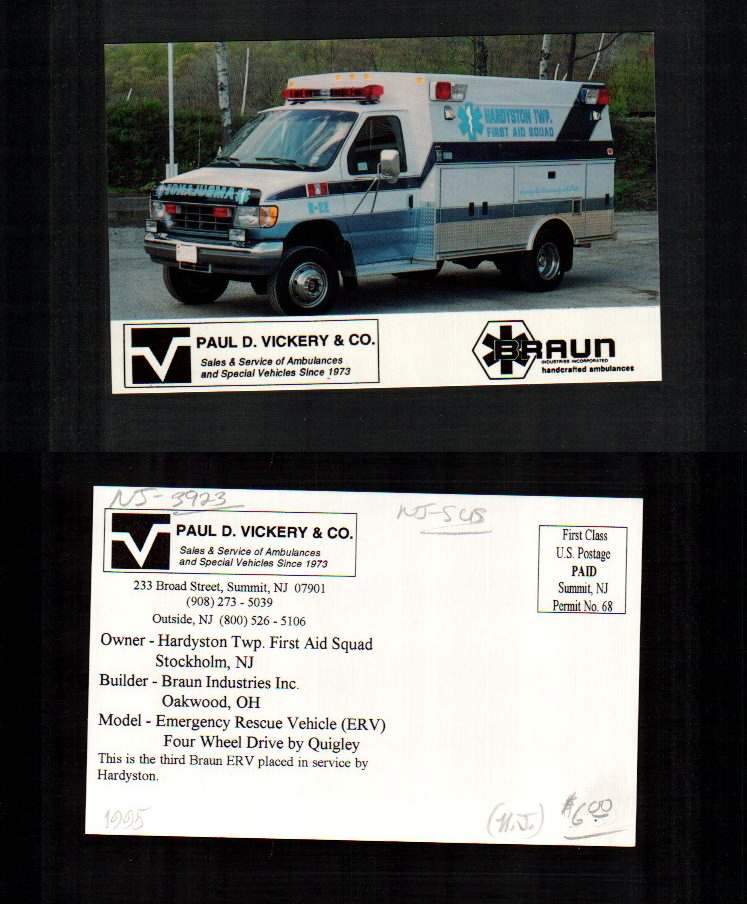 HARDYSTON TWP.
FIRST AID SQUAD
AMBULANCE
PAUL D. VICKERY & CO.
Sales & Service of Ambulances
and Special Vehicles Since 1973
BRAUN
INDUSTRIES INCORPORATED
handcrafted ambulances
NJ-3923
PAUL D. VICKERY & CO.
Sales & Service of Ambulances
and Special Vehicles Since 1973
First Class
U.S. Postage
PAID
Summit, NJ
Permit No. 68
233 Broad Street, Summit, NJ 07901
(908) 273 - 5039
Outside, NJ (800) 526 - 5106
Owner - Hardyston Twp. First Aid Squad
Stockholm, NJ
Builder - Braun Industries Inc.
Oakwood, OH
Model - Emergency Rescue Vehicle (ERV)
Four Wheel Drive by Quigley
This is the third Braun ERV placed in service by
Hardyston.
1995
(N.J.)
$6.00